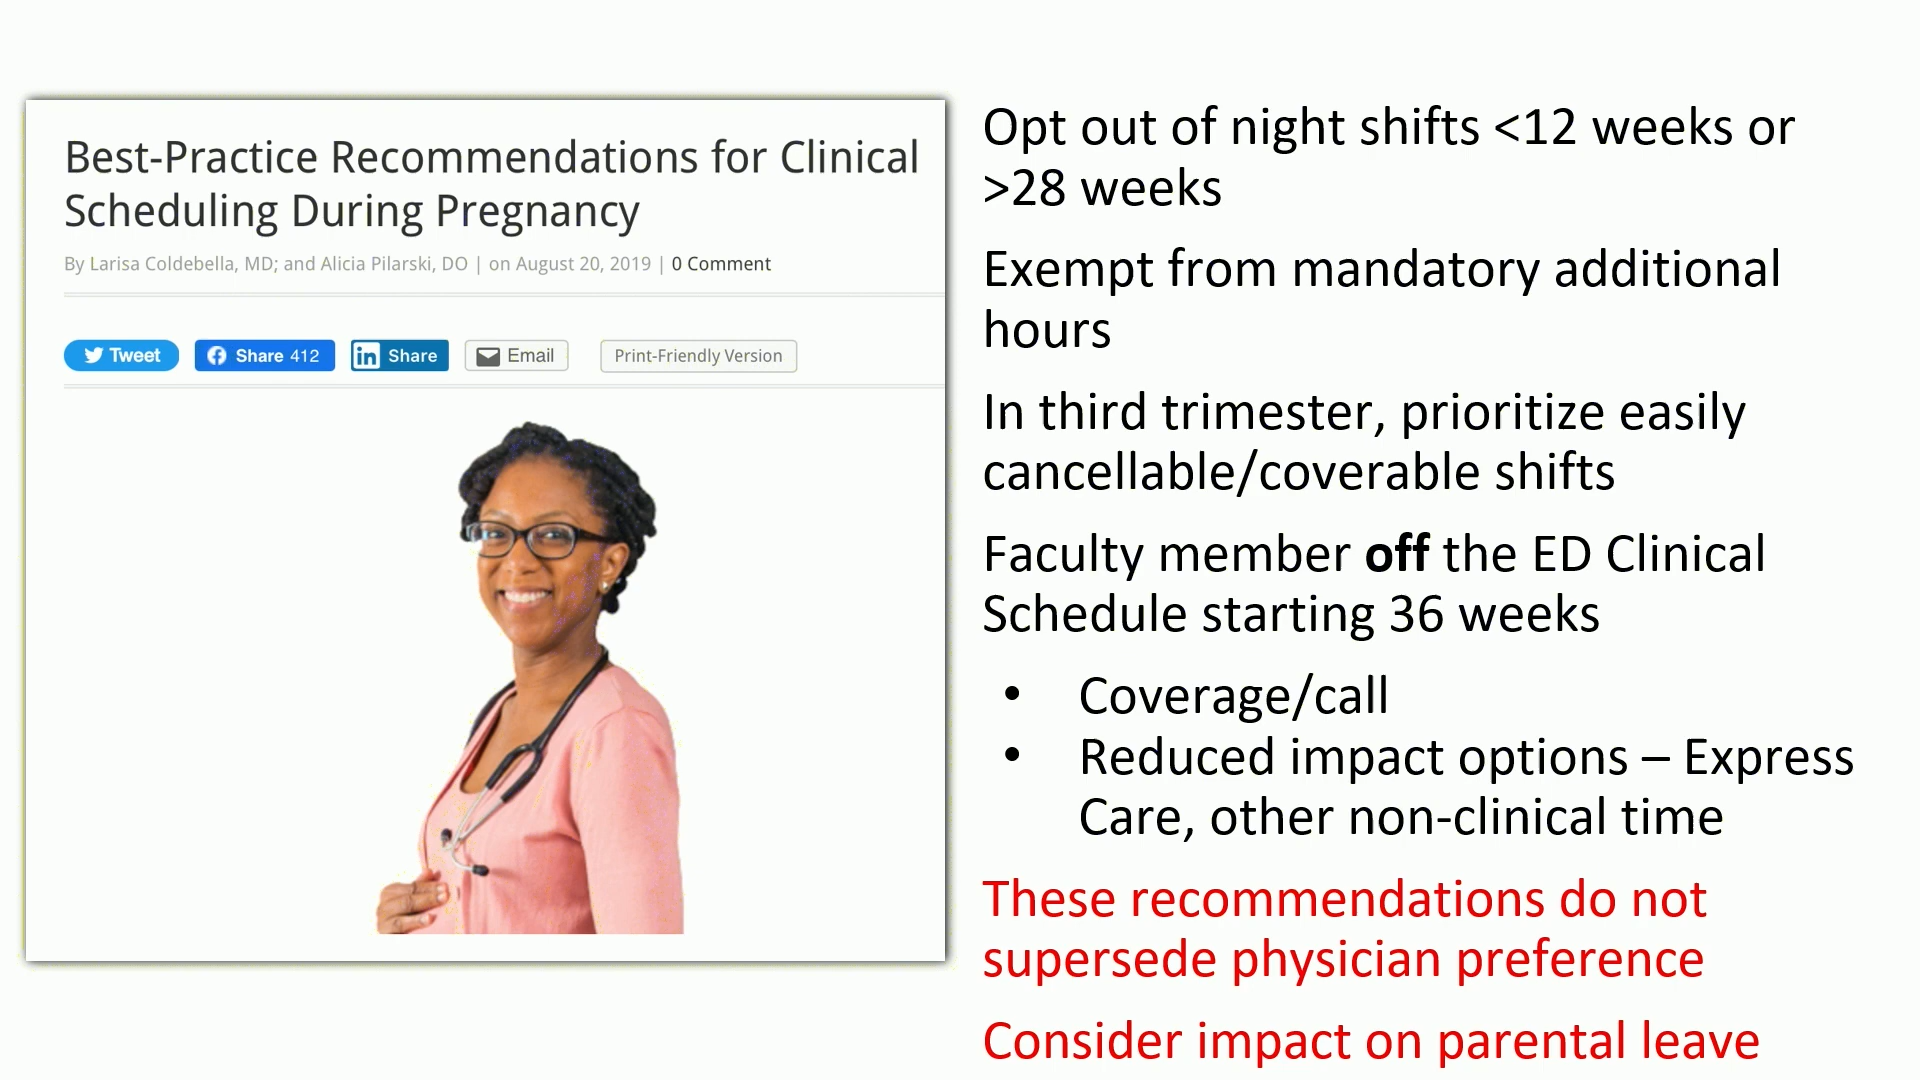 Best-Practice Recommendations for Clinical
Scheduling During Pregnancy
By Larisa Coldebella, MD; and Alicia Pilarski, DO | on August 20, 2019 | 0 Comment
Tweet
Share 412
in Share
Email
Print-Friendly Version
Opt out of night shifts <12 weeks or
>28 weeks
Exempt from mandatory additional
hours
In third trimester, prioritize easily
cancellable/coverable shifts
Faculty member off the ED Clinical
Schedule starting 36 weeks
• Coverage/call
• Reduced impact options – Express
Care, other non-clinical time
These recommendations do not
supersede physician preference
Consider impact on parental leave